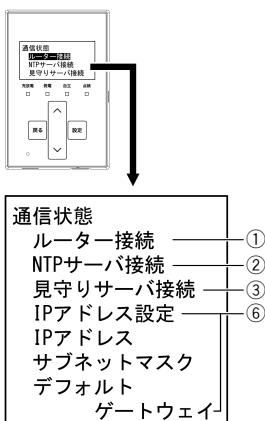 通信状態
ルーター接続
NTPサーバ接続
見守りサーバ接続
充放電 売電 自立 点検
戻る 設定
通信状態
ルーター接続 ①
NTPサーバ接続 ②
見守りサーバ接続 ③
IPアドレス設定 ⑥
IPアドレス
サブネットマスク
デフォルト
ゲートウェイ